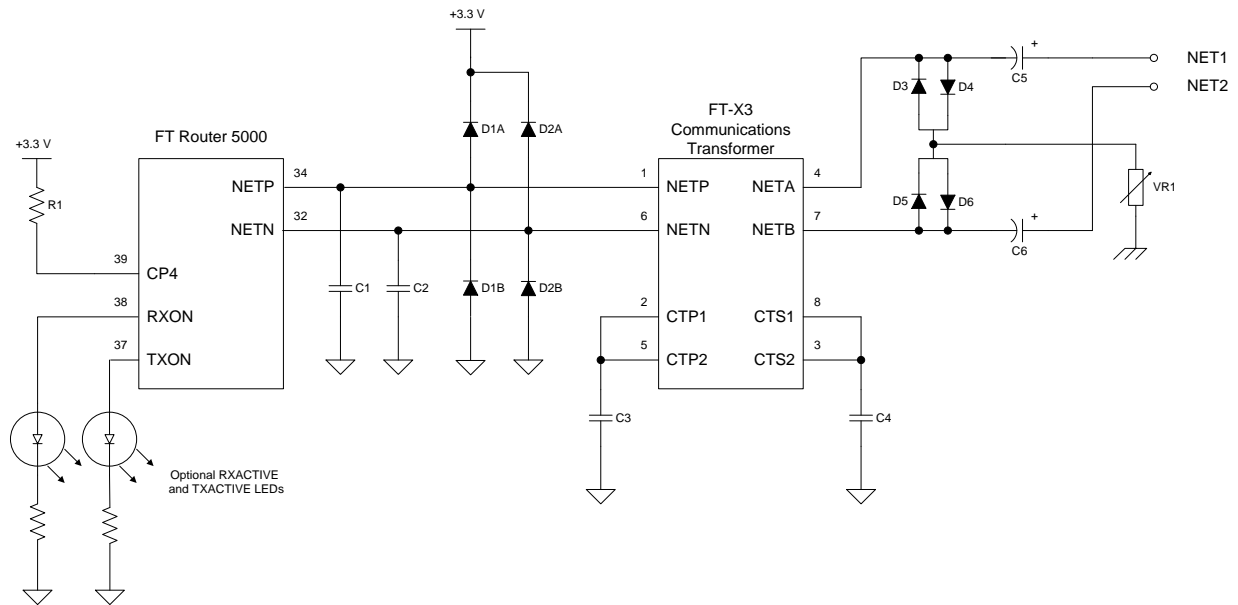 +3.3 V
+
NET1
C5
D3
D4
NET2
FT-X3
Communications
Transformer
FT Router 5000
D1A
D2A
+3.3 V
34
NETP
1
NETP
NETA
4
VR1
R1
32
NETN
6
NETN
NETB
7
D5
D6
+
C6
39
CP4
38
RXON
C1
C2
D1B
D2B
2
CTP1
CTS1
8
37
TXON
5
CTP2
CTS2
3
C3
C4
Optional RXACTIVE
and TXACTIVE LEDs